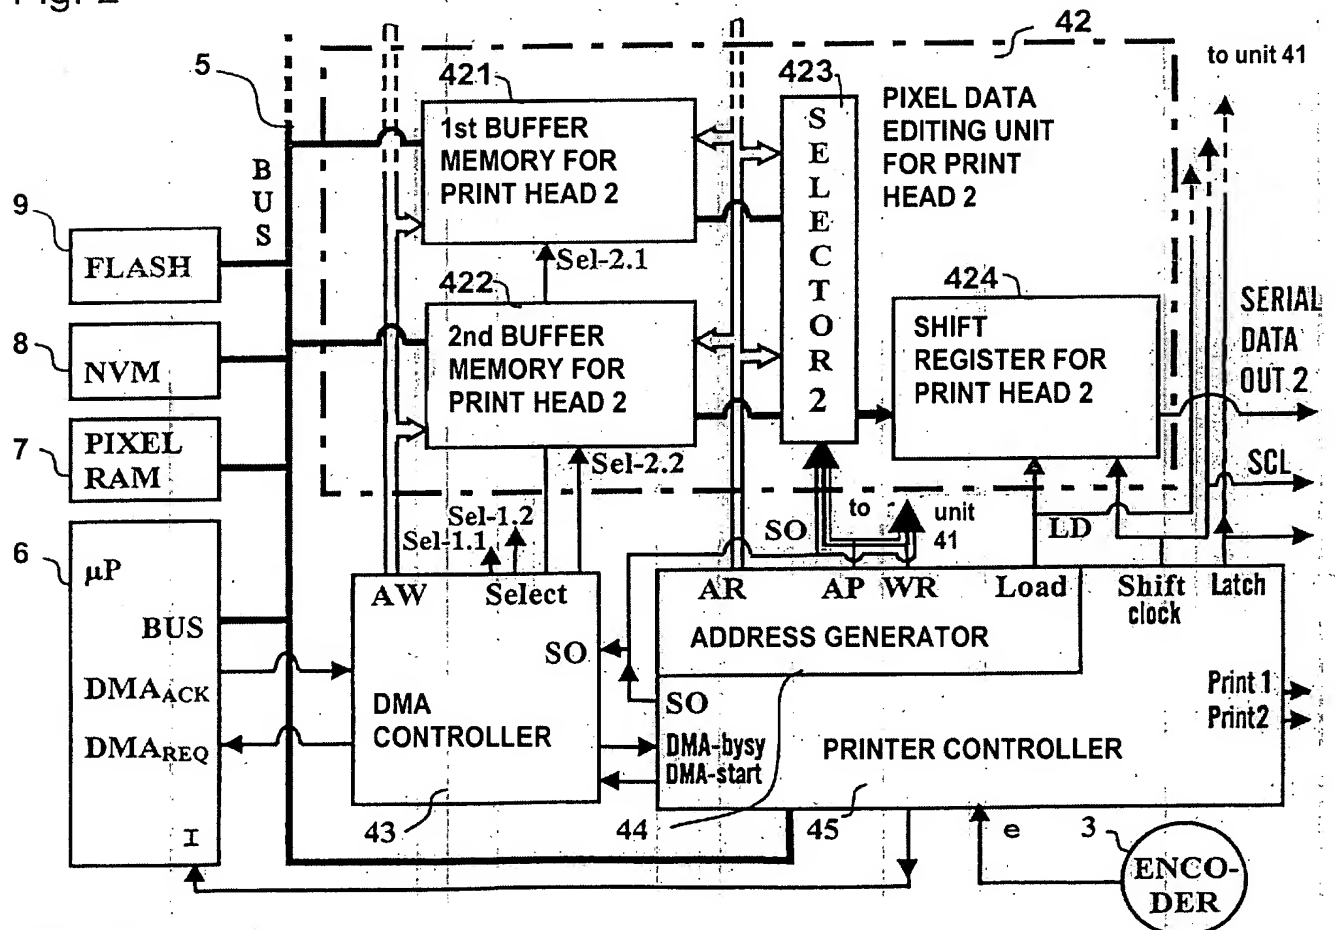 Fig. 2
42
to unit 41
5
421
423
PIXEL DATA
EDITING UNIT
FOR PRINT
HEAD 2
1st BUFFER
MEMORY FOR
PRINT HEAD 2
SELECTOR 2
BUS
9
FLASH
Sel-2.1
422
424
SERIAL
DATA
OUT 2
8
NVM
2nd BUFFER
MEMORY FOR
PRINT HEAD 2
SHIFT
REGISTER FOR
PRINT HEAD 2
7
PIXEL
RAM
Sel-2.2
SCL
Sel-1.2
Sel-1.1
SO
to unit
41
LD
6
µP
AW
Select
AR
AP
WR
Load
Shift
clock
Latch
BUS
ADDRESS GENERATOR
SO
DMAACK
DMA
CONTROLLER
SO
Print 1
Print2
DMAREQ
DMA-bysy
DMA-start
PRINTER CONTROLLER
I
43
44
45
e
3
ENCO-
DER